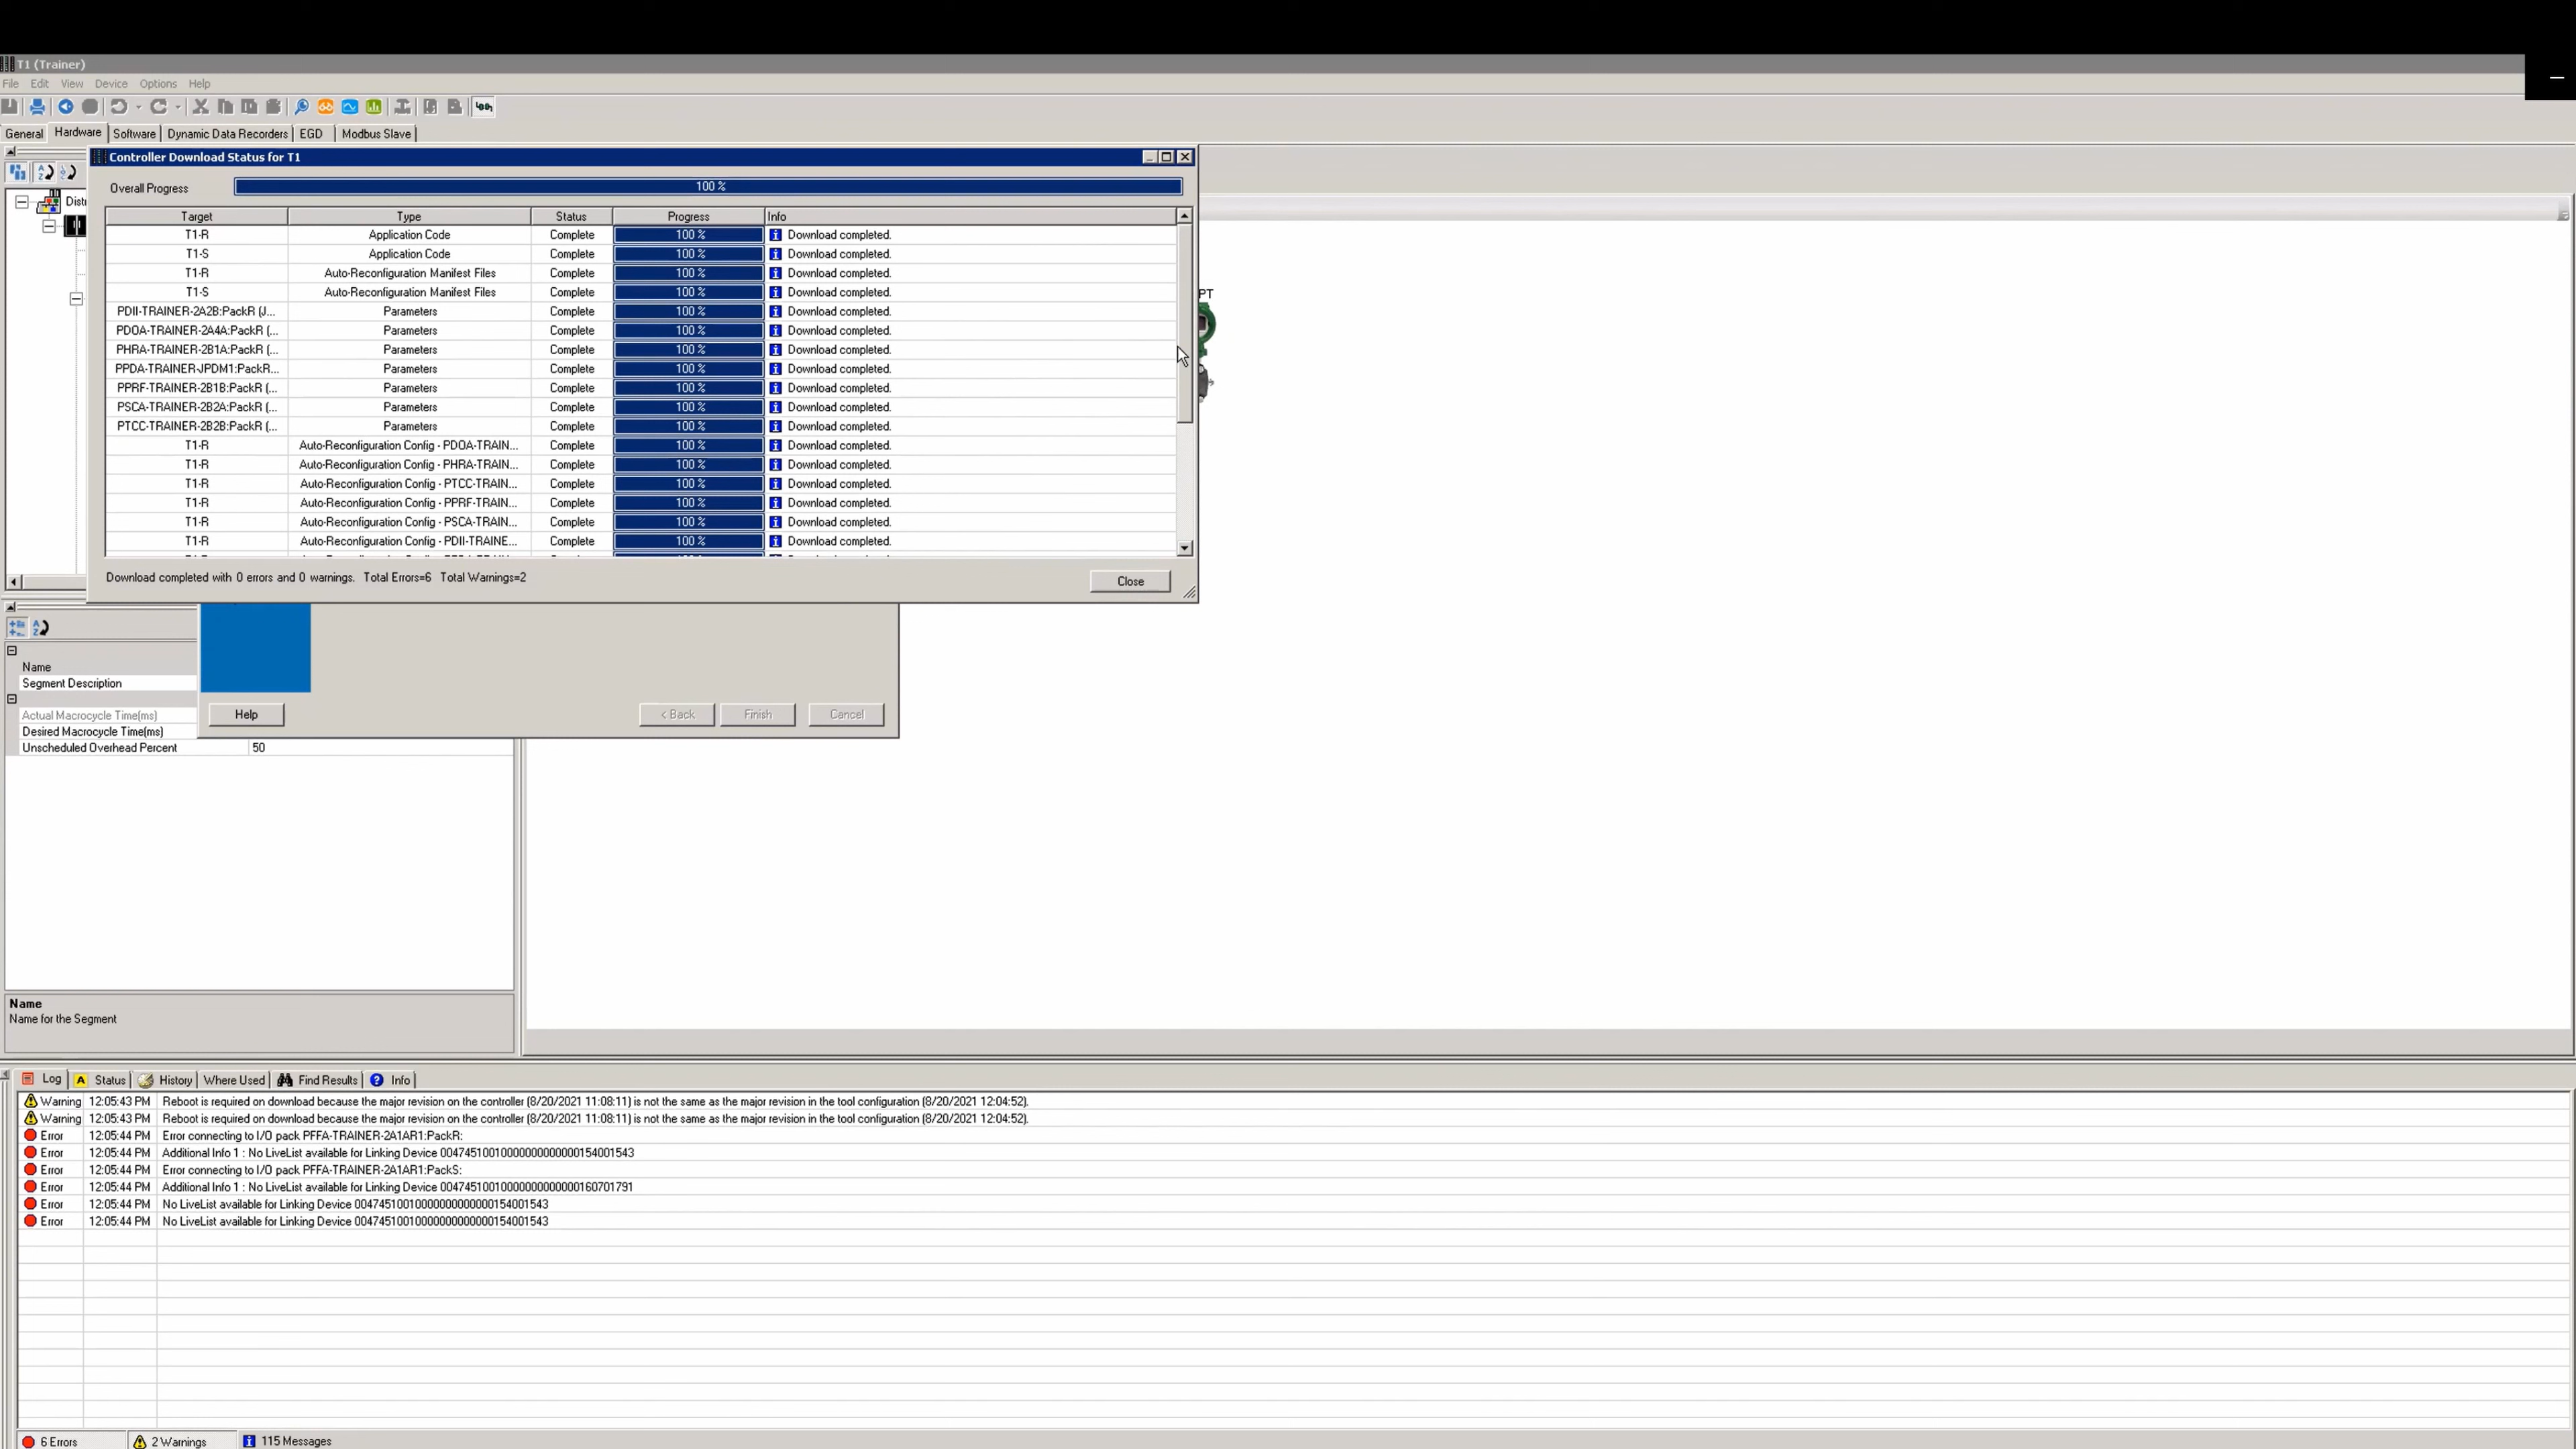 T1 (Trainer)
File Edit View Device Options Help
General Hardware Software Dynamic Data Recorders EGD Modbus Slave
Controller Download Status for T1
Overall Progress 100 %
Target Type Status Progress Info
T1-R Application Code Complete 100 % Download completed.
T1-S Application Code Complete 100 % Download completed.
T1-R Auto-Reconfiguration Manifest Files Complete 100 % Download completed.
T1-S Auto-Reconfiguration Manifest Files Complete 100 % Download completed.
PDII-TRAINER-2A2B:PackR (J... Parameters Complete 100 % Download completed.
PDOA-TRAINER-2A4A:PackR (... Parameters Complete 100 % Download completed.
PHRA-TRAINER-2B1A:PackR (... Parameters Complete 100 % Download completed.
PPDA-TRAINER-JPDM1:PackR... Parameters Complete 100 % Download completed.
PPRF-TRAINER-2B1B:PackR (... Parameters Complete 100 % Download completed.
PSCA-TRAINER-2B2A:PackR (... Parameters Complete 100 % Download completed.
PTCC-TRAINER-2B2B:PackR (... Parameters Complete 100 % Download completed.
T1-R Auto-Reconfiguration Config - PDOA-TRAIN... Complete 100 % Download completed.
T1-R Auto-Reconfiguration Config - PHRA-TRAIN... Complete 100 % Download completed.
T1-R Auto-Reconfiguration Config - PTCC-TRAIN... Complete 100 % Download completed.
T1-R Auto-Reconfiguration Config - PPRF-TRAIN... Complete 100 % Download completed.
T1-R Auto-Reconfiguration Config - PSCA-TRAIN... Complete 100 % Download completed.
T1-R Auto-Reconfiguration Config - PDII-TRAINE... Complete 100 % Download completed.
Download completed with 0 errors and 0 warnings. Total Errors=6 Total Warnings=2 Close
Distr
PT
Help < Back Finish Cancel
Name
Segment Description
Actual Macrocycle Time(ms)
Desired Macrocycle Time(ms)
Unscheduled Overhead Percent 50
Name
Name for the Segment
Log Status History Where Used Find Results Info
Warning 12:05:43 PM Reboot is required on download because the major revision on the controller (8/20/2021 11:08:11) is not the same as the major revision in the tool configuration (8/20/2021 12:04:52).
Warning 12:05:43 PM Reboot is required on download because the major revision on the controller (8/20/2021 11:08:11) is not the same as the major revision in the tool configuration (8/20/2021 12:04:52).
Error 12:05:44 PM Error connecting to I/O pack PFFA-TRAINER-2A1AR1:PackR:
Error 12:05:44 PM Additional Info 1 : No LiveList available for Linking Device 00474510010000000000000154001543
Error 12:05:44 PM Error connecting to I/O pack PFFA-TRAINER-2A1AR1:PackS:
Error 12:05:44 PM Additional Info 1 : No LiveList available for Linking Device 00474510010000000000000160701791
Error 12:05:44 PM No LiveList available for Linking Device 00474510010000000000000154001543
Error 12:05:44 PM No LiveList available for Linking Device 00474510010000000000000154001543
6 Errors 2 Warnings 115 Messages